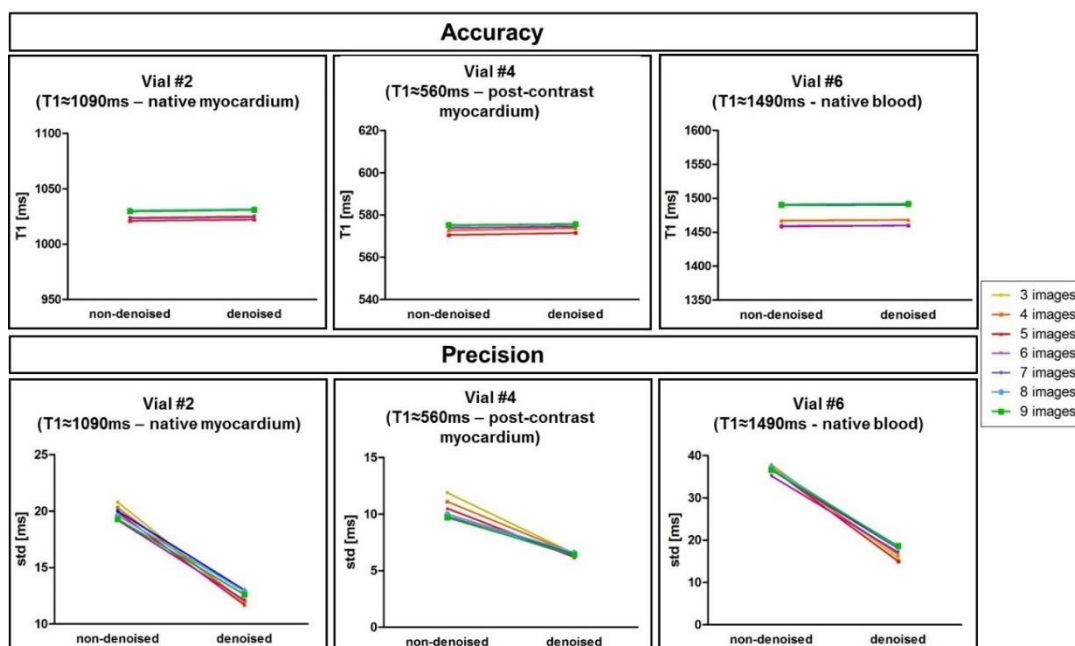 Accuracy
Vial #2
(T1≈1090ms – native myocardium)
1100
1050
1000
950
T1 [ms]
non-denoised
denoised
Vial #4
(T1≈560ms – post-contrast
myocardium)
620
600
580
560
540
T1 [ms]
non-denoised
denoised
Vial #6
(T1≈1490ms - native blood)
1600
1550
1500
1450
1400
1350
T1 [ms]
non-denoised
denoised
3 images
4 images
5 images
6 images
7 images
8 images
9 images
Precision
Vial #2
(T1≈1090ms – native myocardium)
25
20
15
10
std [ms]
non-denoised
denoised
Vial #4
(T1≈560ms – post-contrast
myocardium)
15
10
5
0
std [ms]
non-denoised
denoised
Vial #6
(T1≈1490ms - native blood)
40
30
20
10
0
std [ms]
non-denoised
denoised